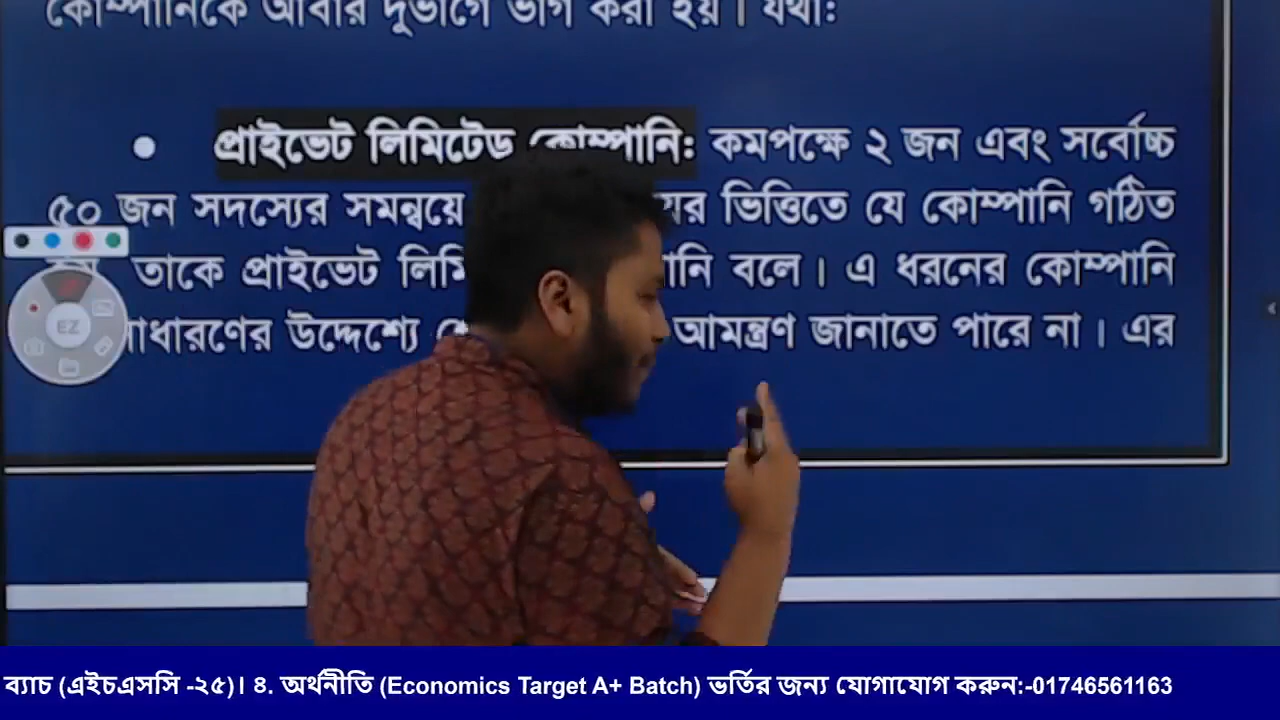 কোম্পানিকে আবার দুভাগে ভাগ করা হয়। যথা:
প্রাইভেট লিমিটেড কোম্পানি: কমপক্ষে ২ জন এবং সর্বোচ্চ
৫০ জন সদস্যের সমন্বয়ে ভিত্তিতে যে কোম্পানি গঠিত
তাকে প্রাইভেট বলে। এ ধরনের কোম্পানি
উদ্দেশ্যে আমন্ত্রণ জানাতে পারে না। এর
EZ
ব্যাচ (এইচএসসি -২৫)। ৪. অর্থনীতি (Economics Target A+ Batch) ভর্তির জন্য যোগাযোগ করুন:-01746561163